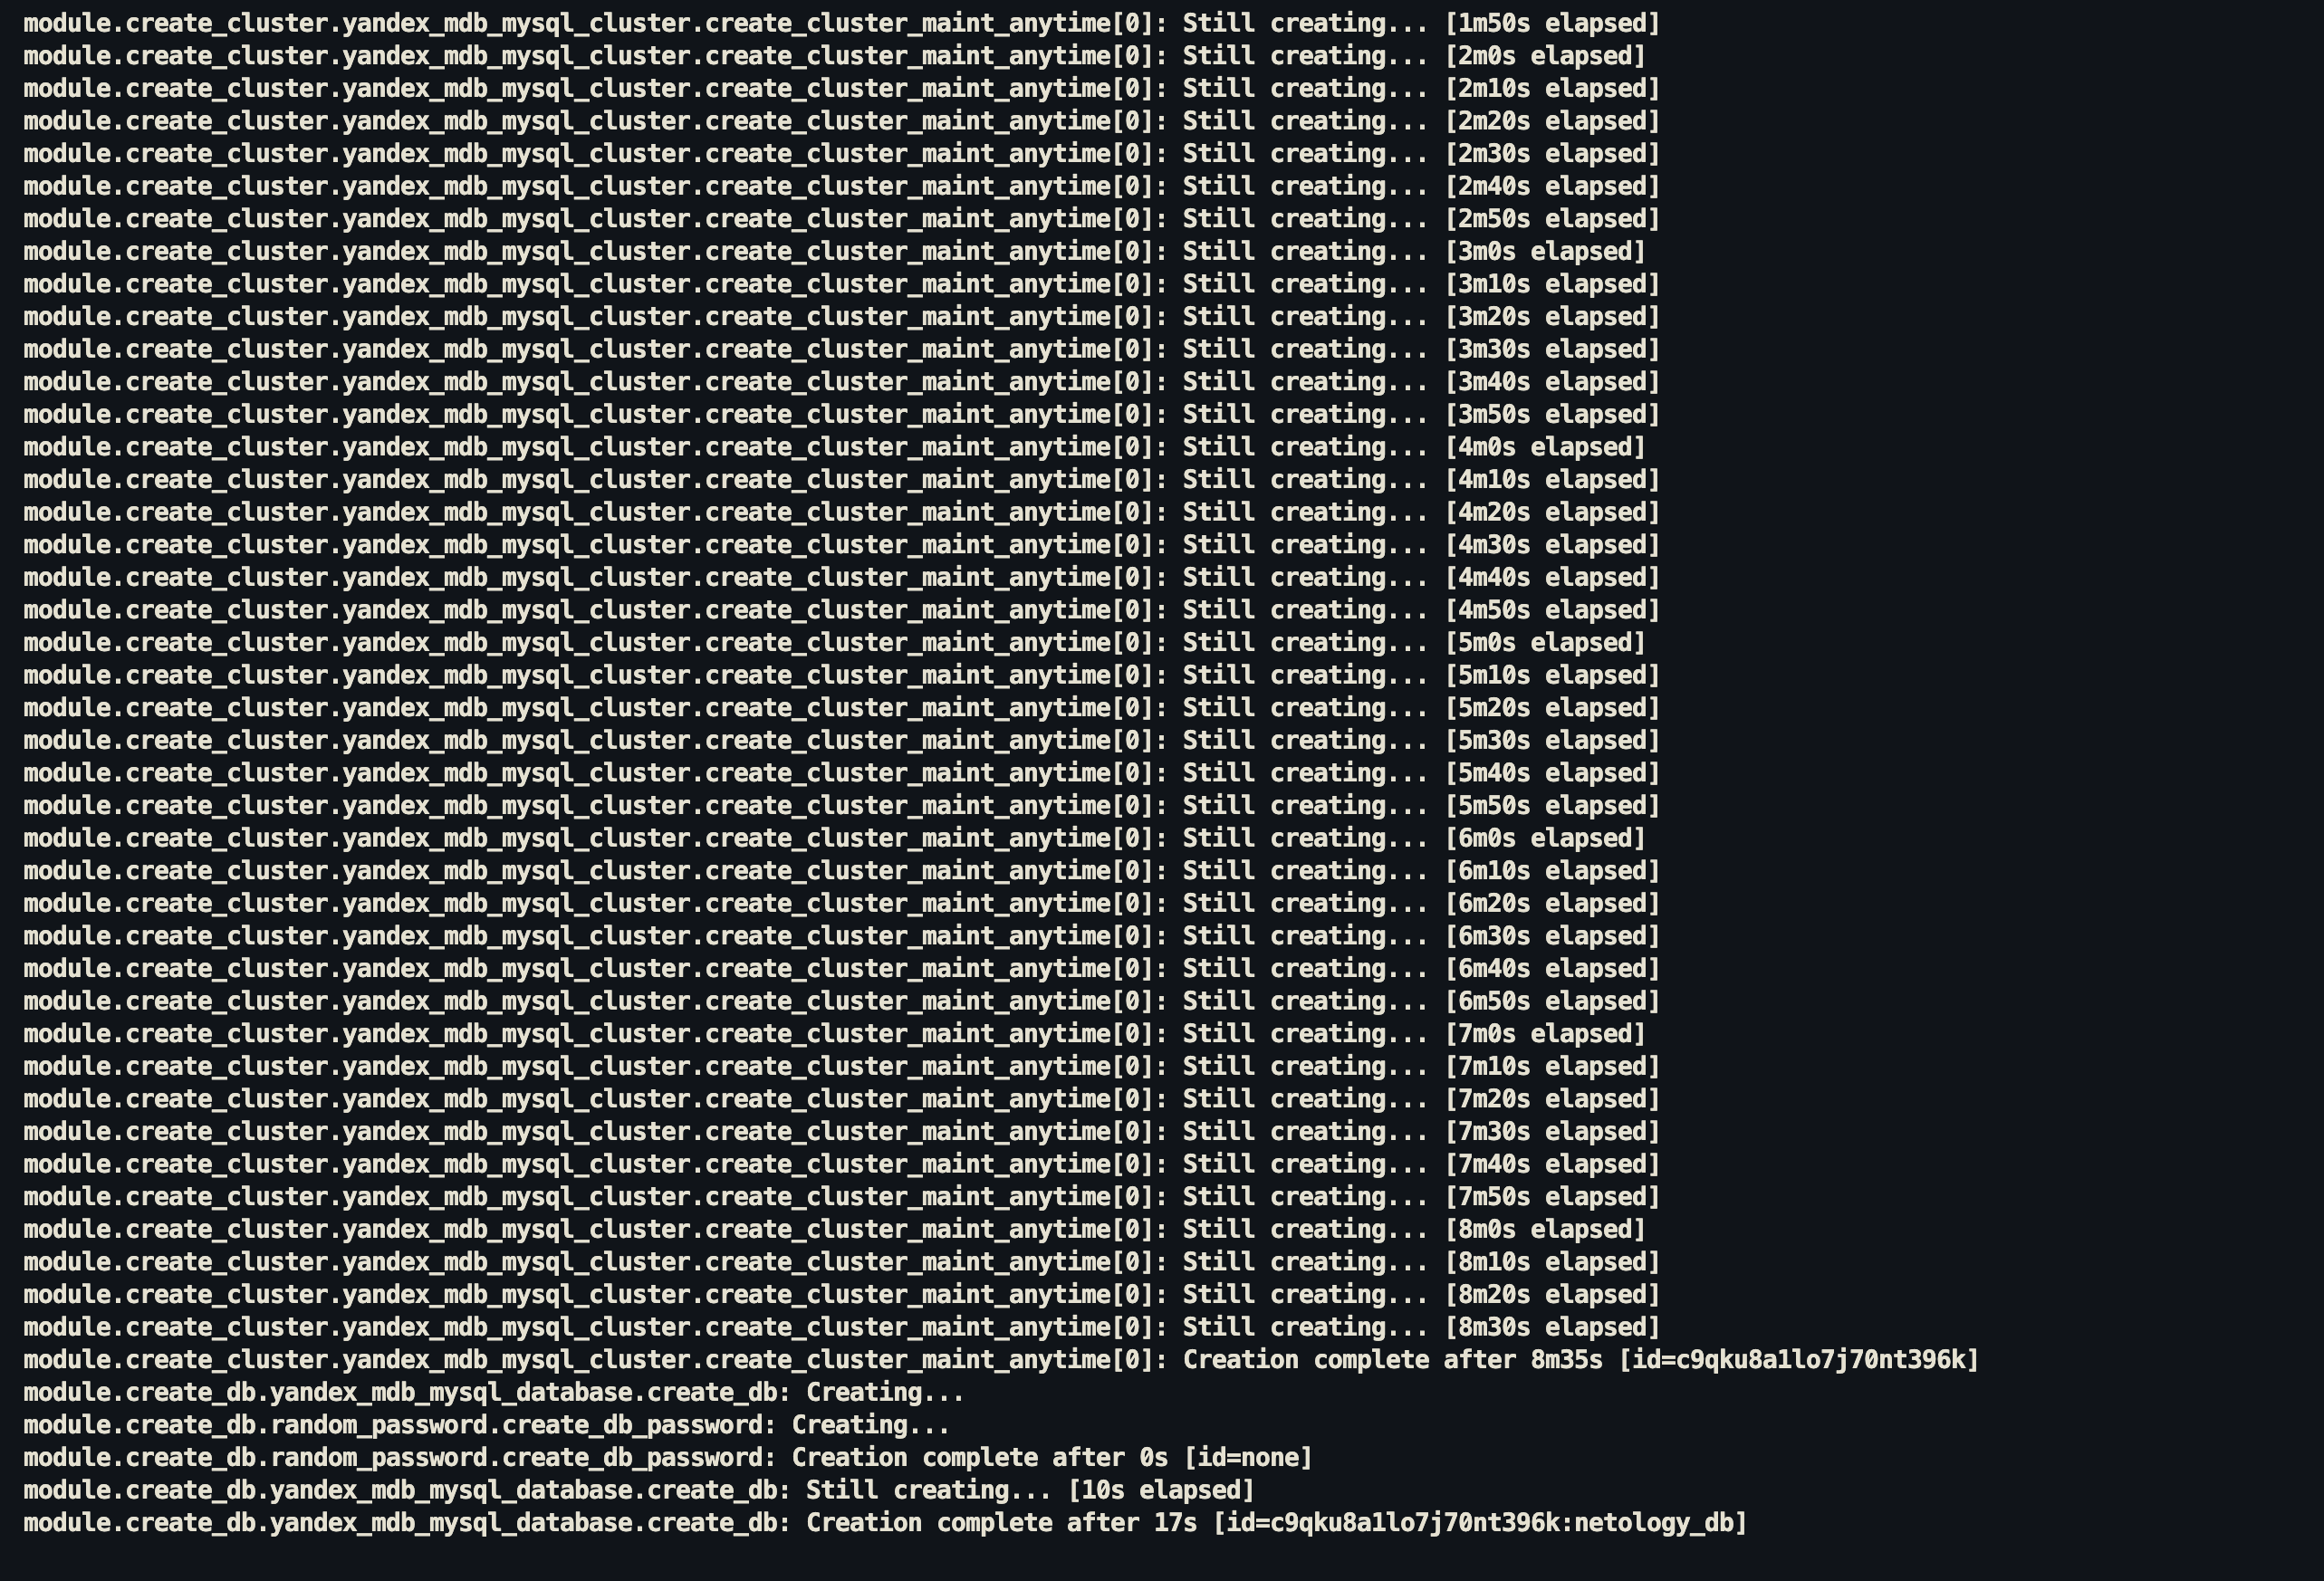 module.create_cluster.yandex_mdb_mysql_cluster.create_cluster_maint_anytime[0]: Still creating... [1m50s elapsed]
module.create_cluster.yandex_mdb_mysql_cluster.create_cluster_maint_anytime[0]: Still creating... [2m0s elapsed]
module.create_cluster.yandex_mdb_mysql_cluster.create_cluster_maint_anytime[0]: Still creating... [2m10s elapsed]
module.create_cluster.yandex_mdb_mysql_cluster.create_cluster_maint_anytime[0]: Still creating... [2m20s elapsed]
module.create_cluster.yandex_mdb_mysql_cluster.create_cluster_maint_anytime[0]: Still creating... [2m30s elapsed]
module.create_cluster.yandex_mdb_mysql_cluster.create_cluster_maint_anytime[0]: Still creating... [2m40s elapsed]
module.create_cluster.yandex_mdb_mysql_cluster.create_cluster_maint_anytime[0]: Still creating... [2m50s elapsed]
module.create_cluster.yandex_mdb_mysql_cluster.create_cluster_maint_anytime[0]: Still creating... [3m0s elapsed]
module.create_cluster.yandex_mdb_mysql_cluster.create_cluster_maint_anytime[0]: Still creating... [3m10s elapsed]
module.create_cluster.yandex_mdb_mysql_cluster.create_cluster_maint_anytime[0]: Still creating... [3m20s elapsed]
module.create_cluster.yandex_mdb_mysql_cluster.create_cluster_maint_anytime[0]: Still creating... [3m30s elapsed]
module.create_cluster.yandex_mdb_mysql_cluster.create_cluster_maint_anytime[0]: Still creating... [3m40s elapsed]
module.create_cluster.yandex_mdb_mysql_cluster.create_cluster_maint_anytime[0]: Still creating... [3m50s elapsed]
module.create_cluster.yandex_mdb_mysql_cluster.create_cluster_maint_anytime[0]: Still creating... [4m0s elapsed]
module.create_cluster.yandex_mdb_mysql_cluster.create_cluster_maint_anytime[0]: Still creating... [4m10s elapsed]
module.create_cluster.yandex_mdb_mysql_cluster.create_cluster_maint_anytime[0]: Still creating... [4m20s elapsed]
module.create_cluster.yandex_mdb_mysql_cluster.create_cluster_maint_anytime[0]: Still creating... [4m30s elapsed]
module.create_cluster.yandex_mdb_mysql_cluster.create_cluster_maint_anytime[0]: Still creating... [4m40s elapsed]
module.create_cluster.yandex_mdb_mysql_cluster.create_cluster_maint_anytime[0]: Still creating... [4m50s elapsed]
module.create_cluster.yandex_mdb_mysql_cluster.create_cluster_maint_anytime[0]: Still creating... [5m0s elapsed]
module.create_cluster.yandex_mdb_mysql_cluster.create_cluster_maint_anytime[0]: Still creating... [5m10s elapsed]
module.create_cluster.yandex_mdb_mysql_cluster.create_cluster_maint_anytime[0]: Still creating... [5m20s elapsed]
module.create_cluster.yandex_mdb_mysql_cluster.create_cluster_maint_anytime[0]: Still creating... [5m30s elapsed]
module.create_cluster.yandex_mdb_mysql_cluster.create_cluster_maint_anytime[0]: Still creating... [5m40s elapsed]
module.create_cluster.yandex_mdb_mysql_cluster.create_cluster_maint_anytime[0]: Still creating... [5m50s elapsed]
module.create_cluster.yandex_mdb_mysql_cluster.create_cluster_maint_anytime[0]: Still creating... [6m0s elapsed]
module.create_cluster.yandex_mdb_mysql_cluster.create_cluster_maint_anytime[0]: Still creating... [6m10s elapsed]
module.create_cluster.yandex_mdb_mysql_cluster.create_cluster_maint_anytime[0]: Still creating... [6m20s elapsed]
module.create_cluster.yandex_mdb_mysql_cluster.create_cluster_maint_anytime[0]: Still creating... [6m30s elapsed]
module.create_cluster.yandex_mdb_mysql_cluster.create_cluster_maint_anytime[0]: Still creating... [6m40s elapsed]
module.create_cluster.yandex_mdb_mysql_cluster.create_cluster_maint_anytime[0]: Still creating... [6m50s elapsed]
module.create_cluster.yandex_mdb_mysql_cluster.create_cluster_maint_anytime[0]: Still creating... [7m0s elapsed]
module.create_cluster.yandex_mdb_mysql_cluster.create_cluster_maint_anytime[0]: Still creating... [7m10s elapsed]
module.create_cluster.yandex_mdb_mysql_cluster.create_cluster_maint_anytime[0]: Still creating... [7m20s elapsed]
module.create_cluster.yandex_mdb_mysql_cluster.create_cluster_maint_anytime[0]: Still creating... [7m30s elapsed]
module.create_cluster.yandex_mdb_mysql_cluster.create_cluster_maint_anytime[0]: Still creating... [7m40s elapsed]
module.create_cluster.yandex_mdb_mysql_cluster.create_cluster_maint_anytime[0]: Still creating... [7m50s elapsed]
module.create_cluster.yandex_mdb_mysql_cluster.create_cluster_maint_anytime[0]: Still creating... [8m0s elapsed]
module.create_cluster.yandex_mdb_mysql_cluster.create_cluster_maint_anytime[0]: Still creating... [8m10s elapsed]
module.create_cluster.yandex_mdb_mysql_cluster.create_cluster_maint_anytime[0]: Still creating... [8m20s elapsed]
module.create_cluster.yandex_mdb_mysql_cluster.create_cluster_maint_anytime[0]: Still creating... [8m30s elapsed]
module.create_cluster.yandex_mdb_mysql_cluster.create_cluster_maint_anytime[0]: Creation complete after 8m35s [id=c9qku8a1lo7j70nt396k]
module.create_db.yandex_mdb_mysql_database.create_db: Creating...
module.create_db.random_password.create_db_password: Creating...
module.create_db.random_password.create_db_password: Creation complete after 0s [id=none]
module.create_db.yandex_mdb_mysql_database.create_db: Still creating... [10s elapsed]
module.create_db.yandex_mdb_mysql_database.create_db: Creation complete after 17s [id=c9qku8a1lo7j70nt396k:netology_db]